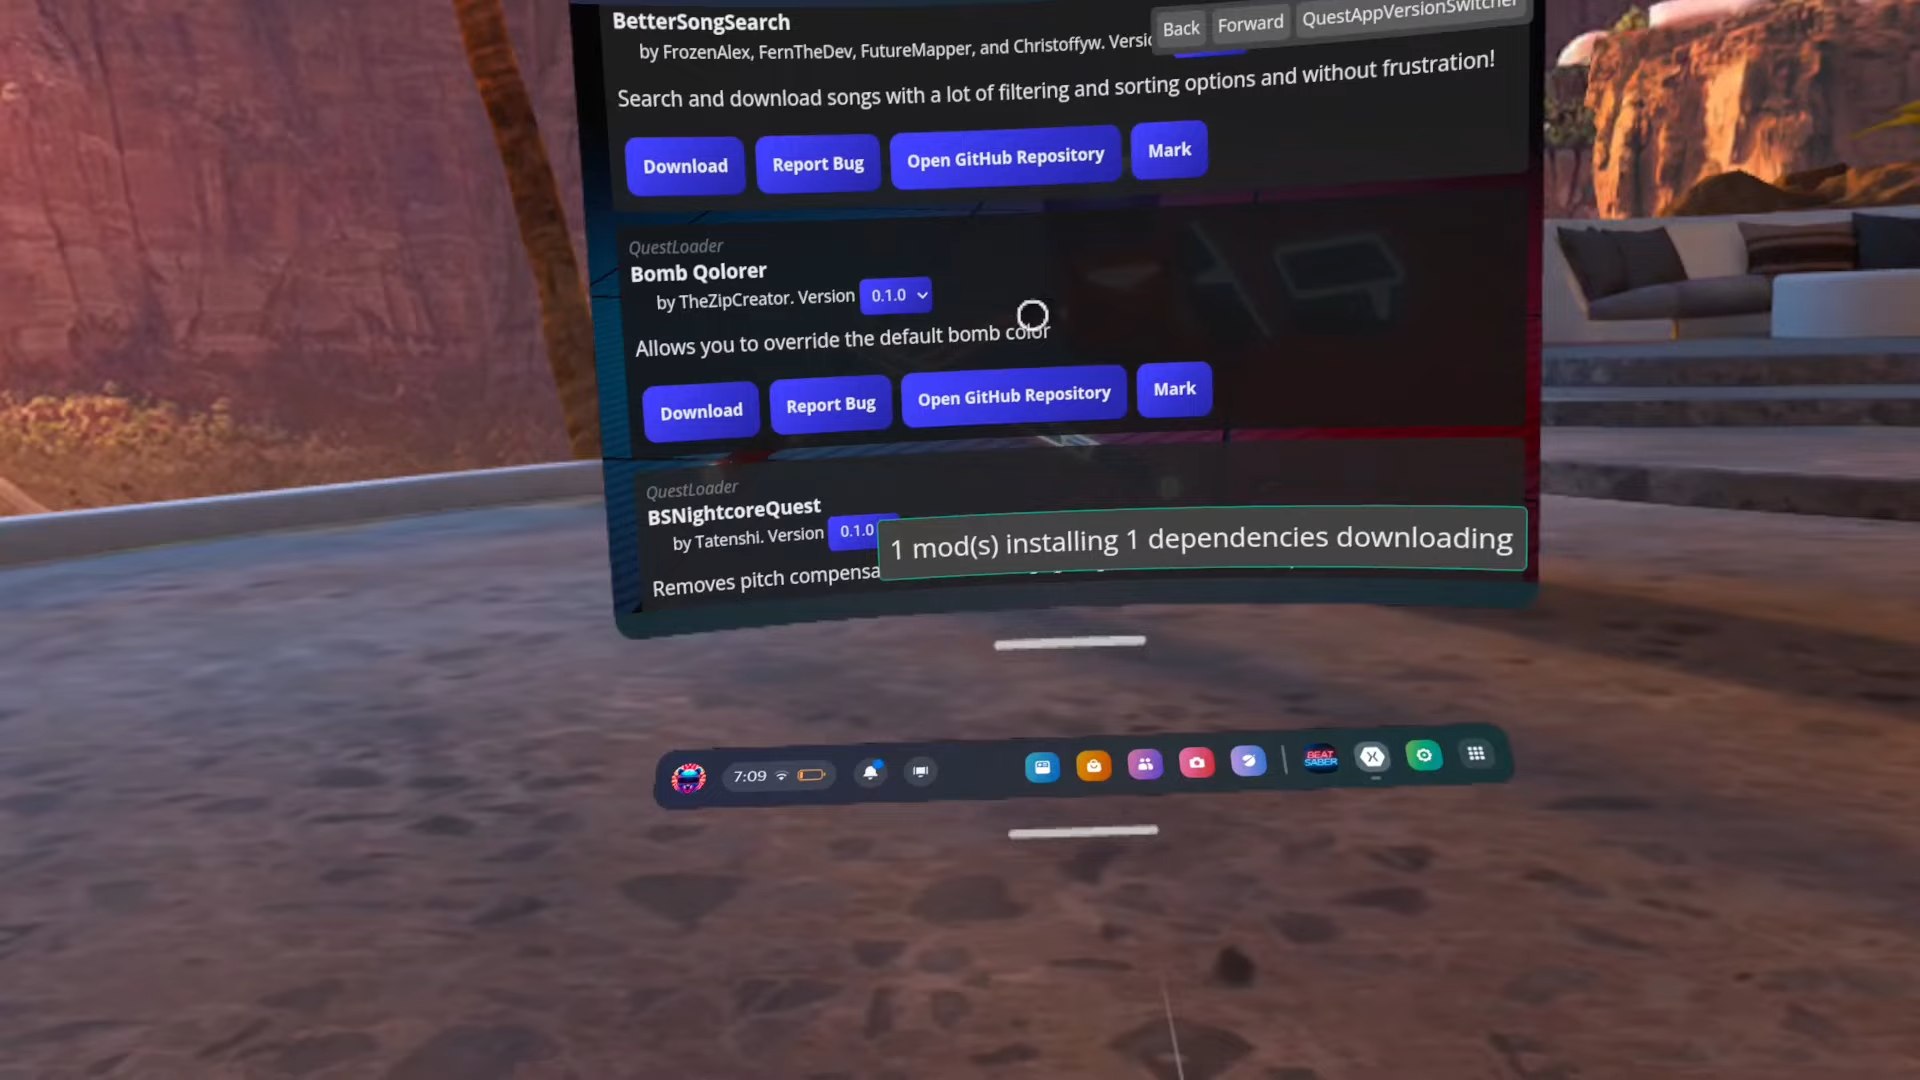 BetterSongSearch
Back
Forward
QuestAppVersionSwitcher
by FrozenAlex, FernTheDev, FutureMapper, and Christoffyw.
Search and download songs with a lot of filtering and sorting options and without frustration!
Download
Report Bug
Open GitHub Repository
Mark
QuestLoader
Bomb Qolorer
by TheZipCreator. Version 0.1.0
Allows you to override the default bomb color
Download
Report Bug
Open GitHub Repository
Mark
QuestLoader
BSNightcoreQuest
by Tatenshi. Version 0.1.0
1 mod(s) installing 1 dependencies downloading
Removes pitch
7:09
BEAT
SABER